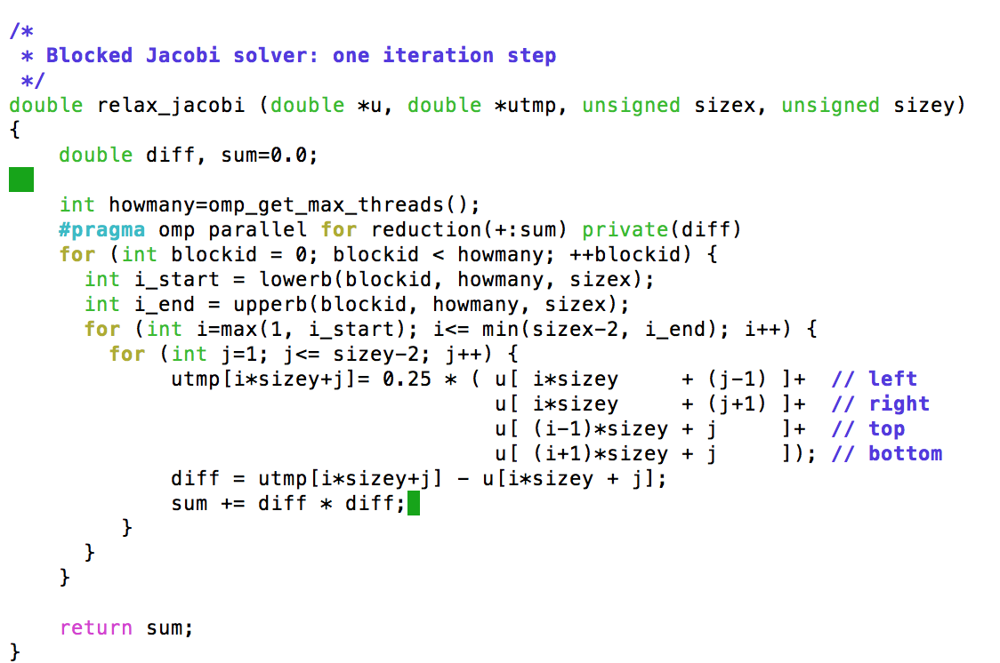 /*
 * Blocked Jacobi solver: one iteration step
 */
double relax_jacobi (double *u, double *utmp, unsigned sizex, unsigned sizey)
{
    double diff, sum=0.0;

    int howmany=omp_get_max_threads();
    #pragma omp parallel for reduction(+:sum) private(diff)
    for (int blockid = 0; blockid < howmany; ++blockid) {
      int i_start = lowerb(blockid, howmany, sizex);
      int i_end = upperb(blockid, howmany, sizex);
      for (int i=max(1, i_start); i<= min(sizex-2, i_end); i++) {
        for (int j=1; j<= sizey-2; j++) {
             utmp[i*sizey+j]= 0.25 * ( u[ i*sizey     + (j-1) ]+  // left
                                       u[ i*sizey     + (j+1) ]+  // right
                                       u[ (i-1)*sizey + j     ]+  // top
                                       u[ (i+1)*sizey + j     ]); // bottom
             diff = utmp[i*sizey+j] - u[i*sizey + j];
             sum += diff * diff;
         }
      }
    }

    return sum;
}